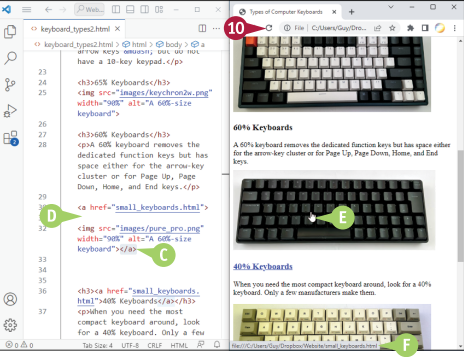 Web...
keyboard_types2.html
keyboard_types2.html > html > body > a
arrow keys &mdash; but do not
have a 10-key keypad.</p>
23
24 <h3>65% Keyboards</h3>
25 <img src="images/keychron2w.png"
width="90%" alt="A 60%-size
keyboard">
26
27 <h3>60% Keyboards</h3>
28 <p>A 60% keyboard removes the
dedicated function keys but has
space either for the arrow-key
cluster or for Page Up, Page
Down, Home, and End keys.</p>
29
<a href="small_keyboards.html">
D
32 <img src="images/pure_pro.png"
width="90%" alt="A 60%-size
keyboard"></a>
C
33
34
35
36 <h3><a href="small_keyboards.
html">40% Keyboards</a></h3>
37 <p>When you need the most
compact keyboard around, look
for a 40% keyboard. Only a few
0 0 Tab Size: 4 UTF-8 CRLF HTML
Types of Computer Keyboards
10
File C:/Users/Guy/Drop...
60% Keyboards
A 60% keyboard removes the dedicated function keys but has space either
for the arrow-key cluster or for Page Up, Page Down, Home, and End
keys.
E
40% Keyboards
When you need the most compact keyboard around, look for a 40%
keyboard. Only a few manufacturers make them.
file:///C:/Users/Guy/Dropbox/Website/small_keyboards.html
F